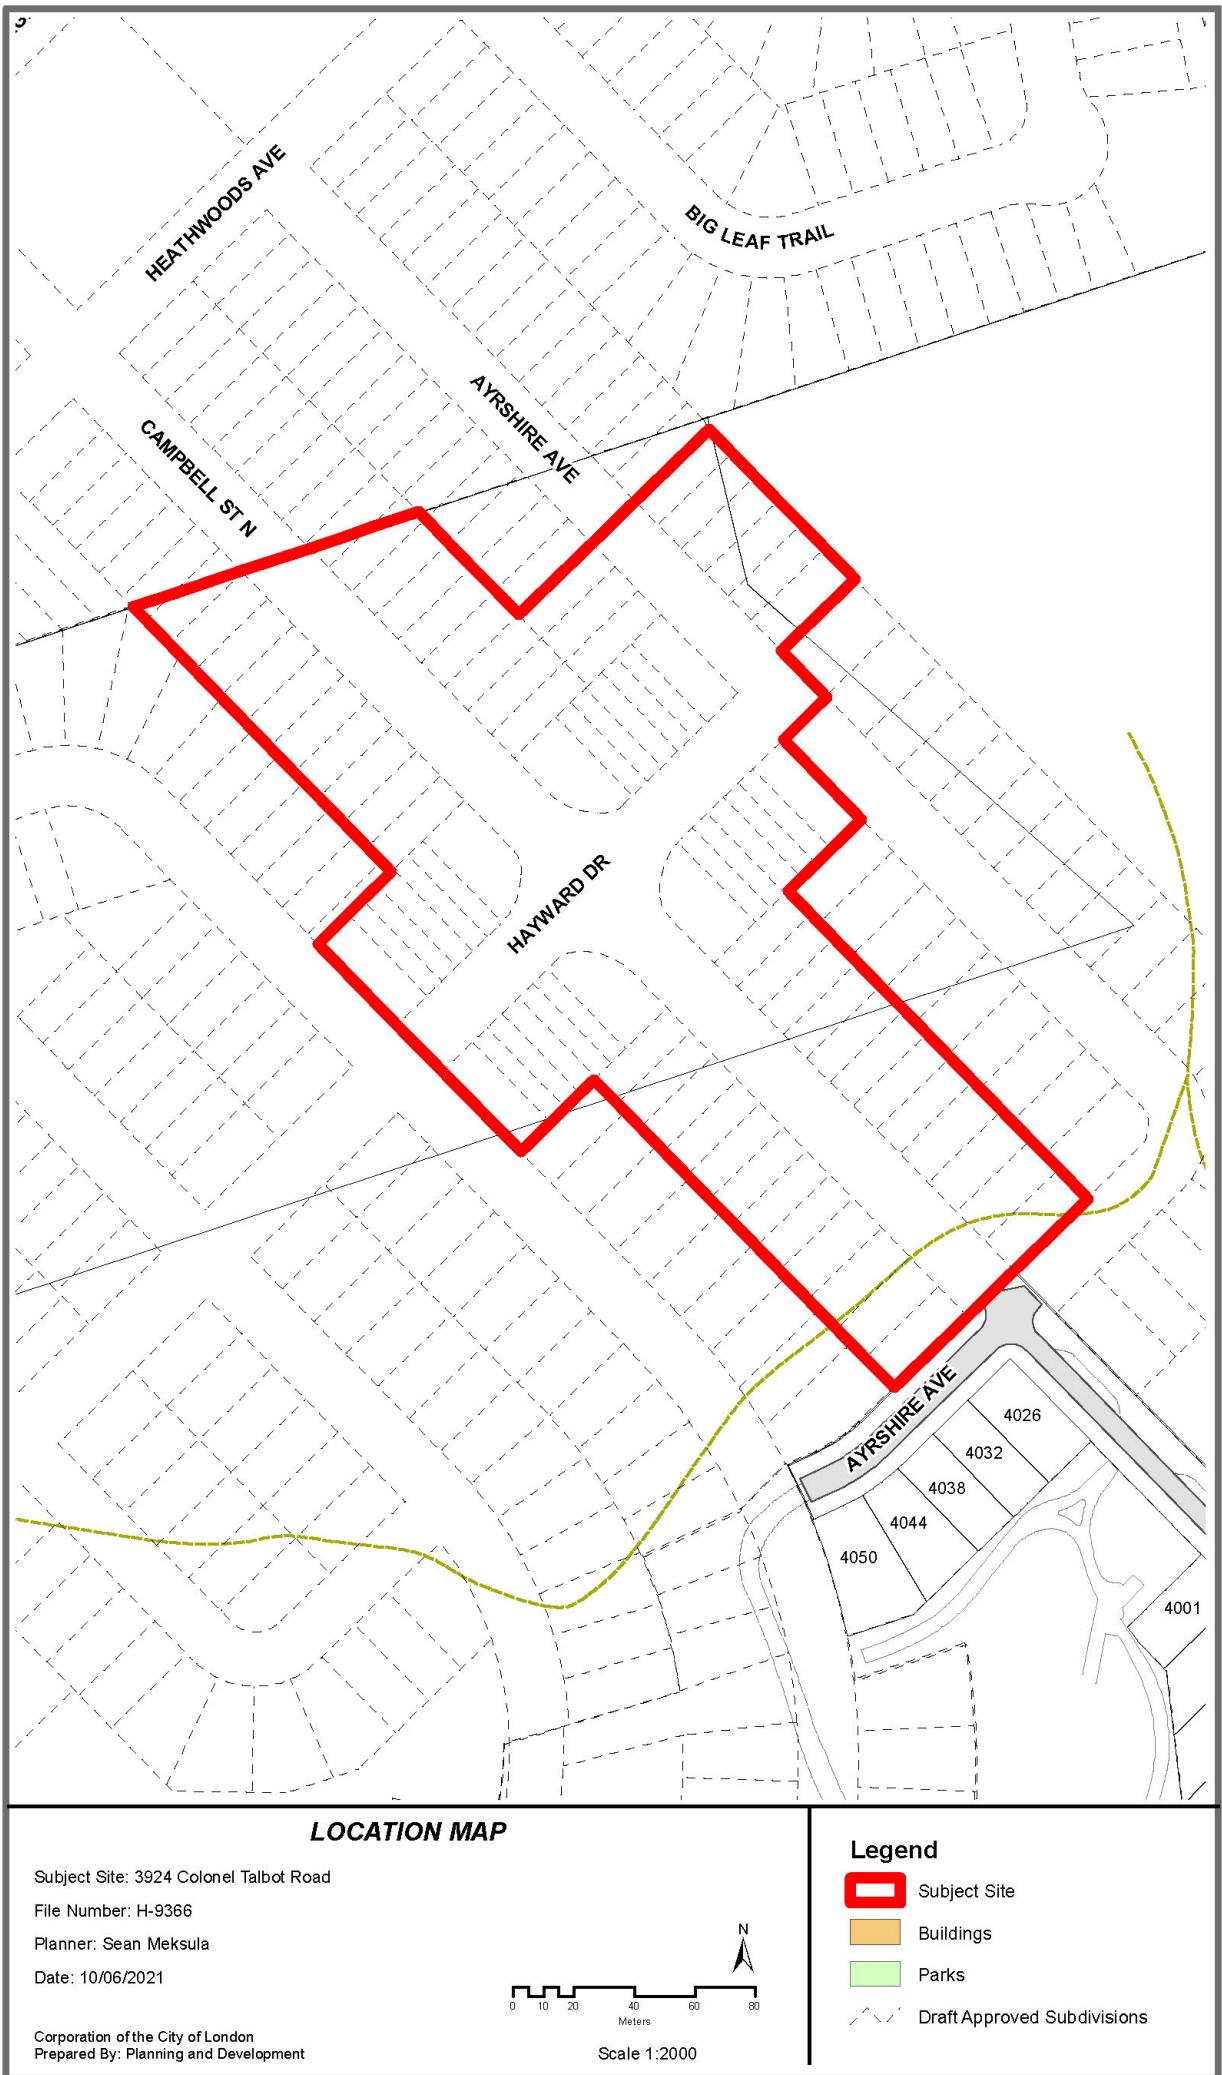 HEATHWOODS AVE
BIG LEAF TRAIL
AYRSHIRE AVE
CAMPBELL ST N
HAYWARD DR
AYRSHIRE AVE
4026
4032
4038
4044
4050
4001
LOCATION MAP
Subject Site: 3924 Colonel Talbot Road
File Number: H-9366
Planner: Sean Meksula
Date: 10/06/2021
Corporation of the City of London
Prepared By: Planning and Development
N
0 10 20 40 60 80
Meters
Scale 1:2000
Legend
Subject Site
Buildings
Parks
Draft Approved Subdivisions